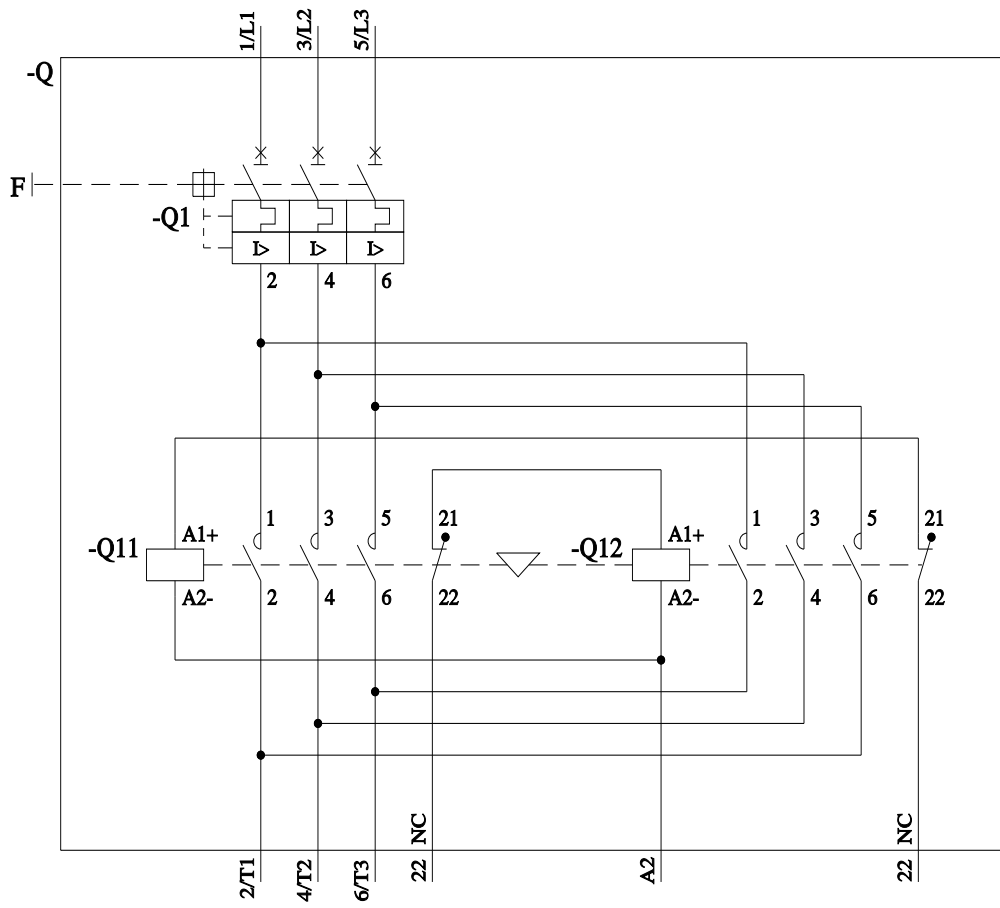 1/L1 3/L2 5/L3
-Q
F
-Q1
I> I> I>
2 4 6
1 3 5 21 1 3 5 21
A1+ A1+
-Q11 -Q12
A2- 2 4 6 22 A2- 2 4 6 22
NC NC
2/T1 4/T2 6/T3 22 A2 22